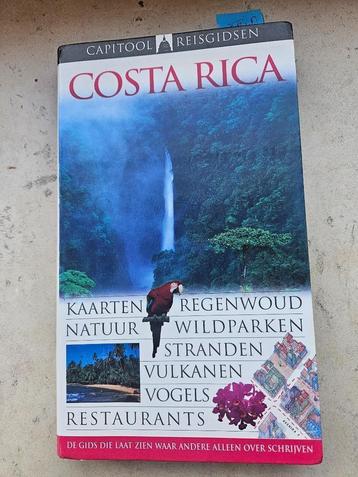 CAPITOOL REISGIDSEN
COSTA RICA
KAARTEN REGENWOUD
NATUUR WILDPARKEN
STRANDEN
VULKANEN
VOGELS
RESTAURANTS
DE GIDS DIE LAAT ZIEN WAAR ANDERE ALLEEN OVER SCHRIJVEN